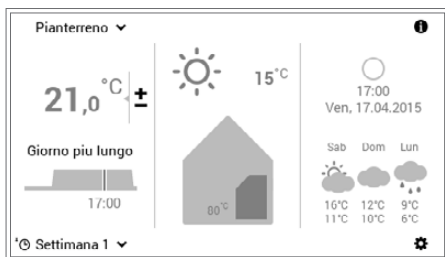 Pianterreno
21,0 °C ±
Giorno piu lungo
17:00
Settimana 1
15°C
80°C
17:00
Ven, 17.04.2015
Sab Dom Lun
16°C 12°C 9°C
11°C 10°C 6°C